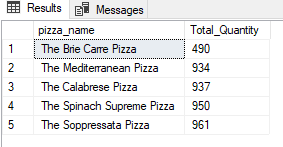 Results Messages
pizza_name Total_Quantity
1 The Brie Carre Pizza 490
2 The Mediterranean Pizza 934
3 The Calabrese Pizza 937
4 The Spinach Supreme Pizza 950
5 The Soppressata Pizza 961